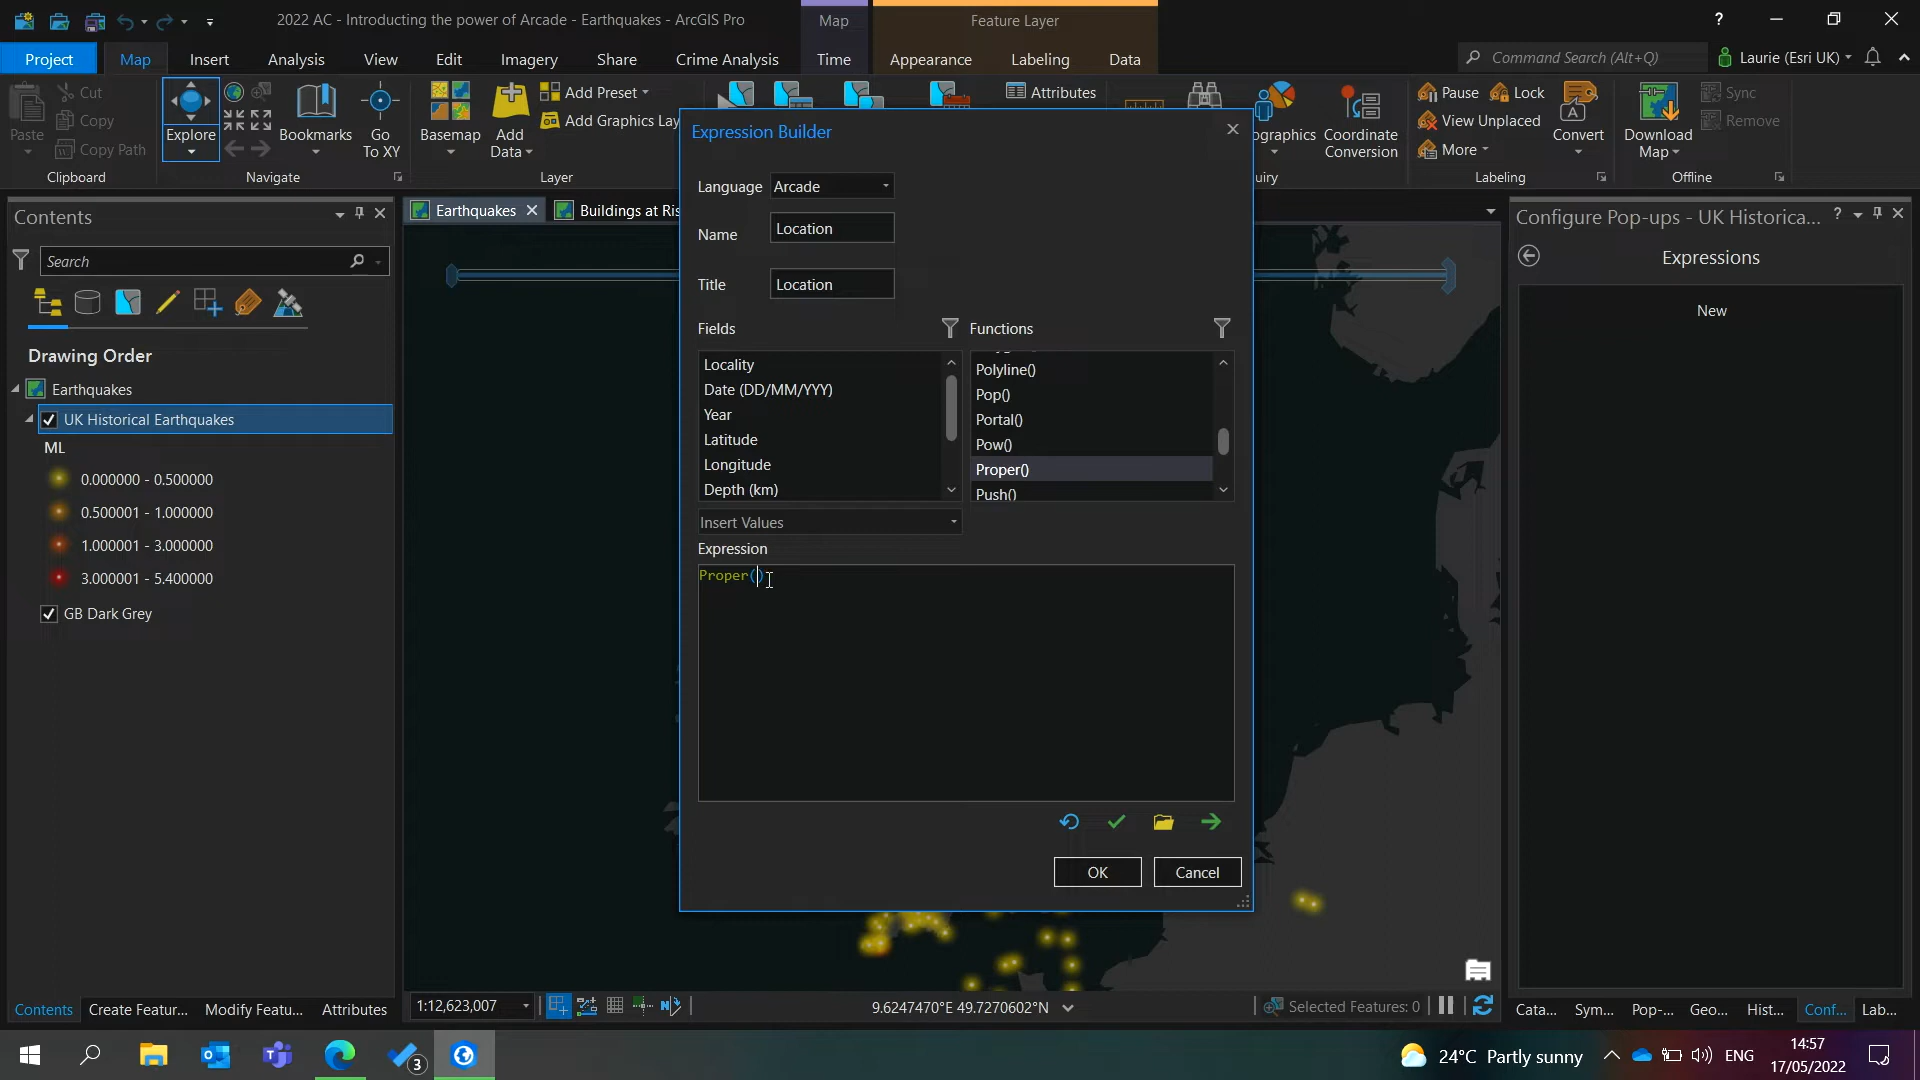 2022 AC - Introducing the power of Arcade - Earthquakes - ArcGIS Pro
Map
Feature Layer
?
Project
Map
Insert
Analysis
View
Edit
Imagery
Share
Crime Analysis
Time
Appearance
Labeling
Data
Command Search (Alt+Q)
Laurie (Esri UK)
Paste
Cut
Copy
Copy Path
Clipboard
Explore
Bookmarks
Go
To XY
Navigate
Basemap
Add
Data
Add Preset
Add Graphics Lay
Layer
Attributes
ographics
Coordinate
Conversion
uiry
Pause
Lock
View Unplaced
More
Convert
Labeling
Download
Map
Sync
Remove
Offline
Contents
Search
Drawing Order
Earthquakes
UK Historical Earthquakes
ML
0.000000 - 0.500000
0.500001 - 1.000000
1.000001 - 3.000000
3.000001 - 5.400000
GB Dark Grey
Contents
Create Featur...
Modify Featu...
Attributes
Earthquakes
Buildings at Ris
Expression Builder
Language
Arcade
Name
Location
Title
Location
Fields
Locality
Date (DD/MM/YYY)
Year
Latitude
Longitude
Depth (km)
Functions
Polyline()
Pop()
Portal()
Pow()
Proper()
Push()
Insert Values
Expression
Proper()
OK
Cancel
1:12,623,007
9.6247470°E 49.7270602°N
Selected Features: 0
Configure Pop-ups - UK Historica...
?
Expressions
New
Cata...
Sym...
Pop-...
Geo...
Hist...
Conf...
Lab...
3
24°C Partly sunny
ENG
14:57
17/05/2022